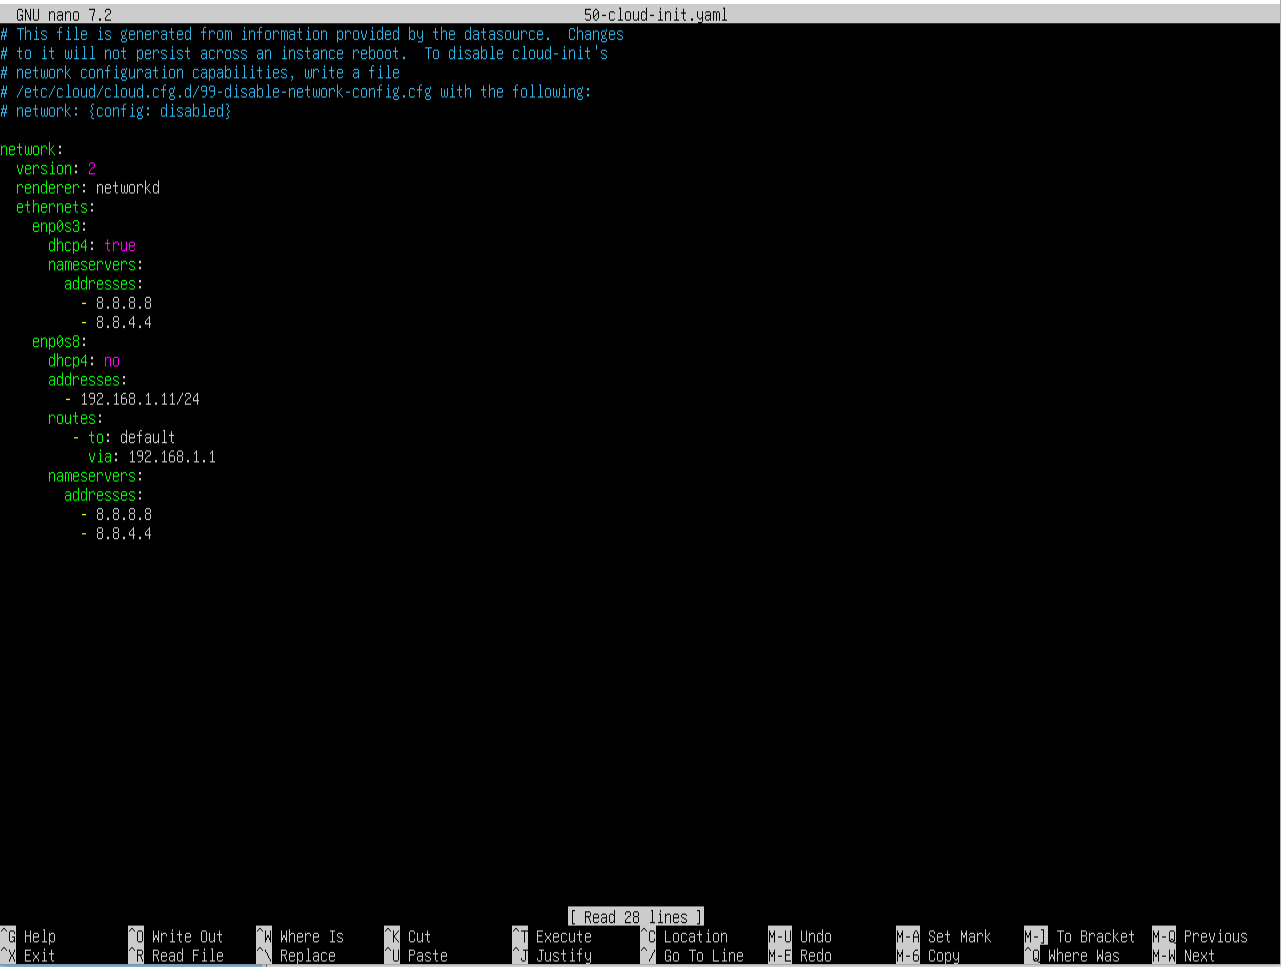 GNU nano 7.2 50-cloud-init.yaml
# This file is generated from information provided by the datasource.  Changes
# to it will not persist across an instance reboot.  To disable cloud-init's
# network configuration capabilities, write a file
# /etc/cloud/cloud.cfg.d/99-disable-network-config.cfg with the following:
# network: {config: disabled}

network:
  version: 2
  renderer: networkd
  ethernets:
    enp0s3:
      dhcp4: true
      nameservers:
        addresses:
          - 8.8.8.8
          - 8.8.4.4
    enp0s8:
      dhcp4: no
      addresses:
        - 192.168.1.11/24
      routes:
         - to: default
           via: 192.168.1.1
      nameservers:
        addresses:
          - 8.8.8.8
          - 8.8.4.4
[ Read 28 lines ]
^G Help ^O Write Out ^W Where Is ^K Cut ^T Execute ^C Location M-U Undo M-A Set Mark M-] To Bracket M-Q Previous
^X Exit ^R Read File ^\ Replace ^U Paste ^J Justify ^/ Go To Line M-E Redo M-6 Copy ^Q Where Was M-W Next